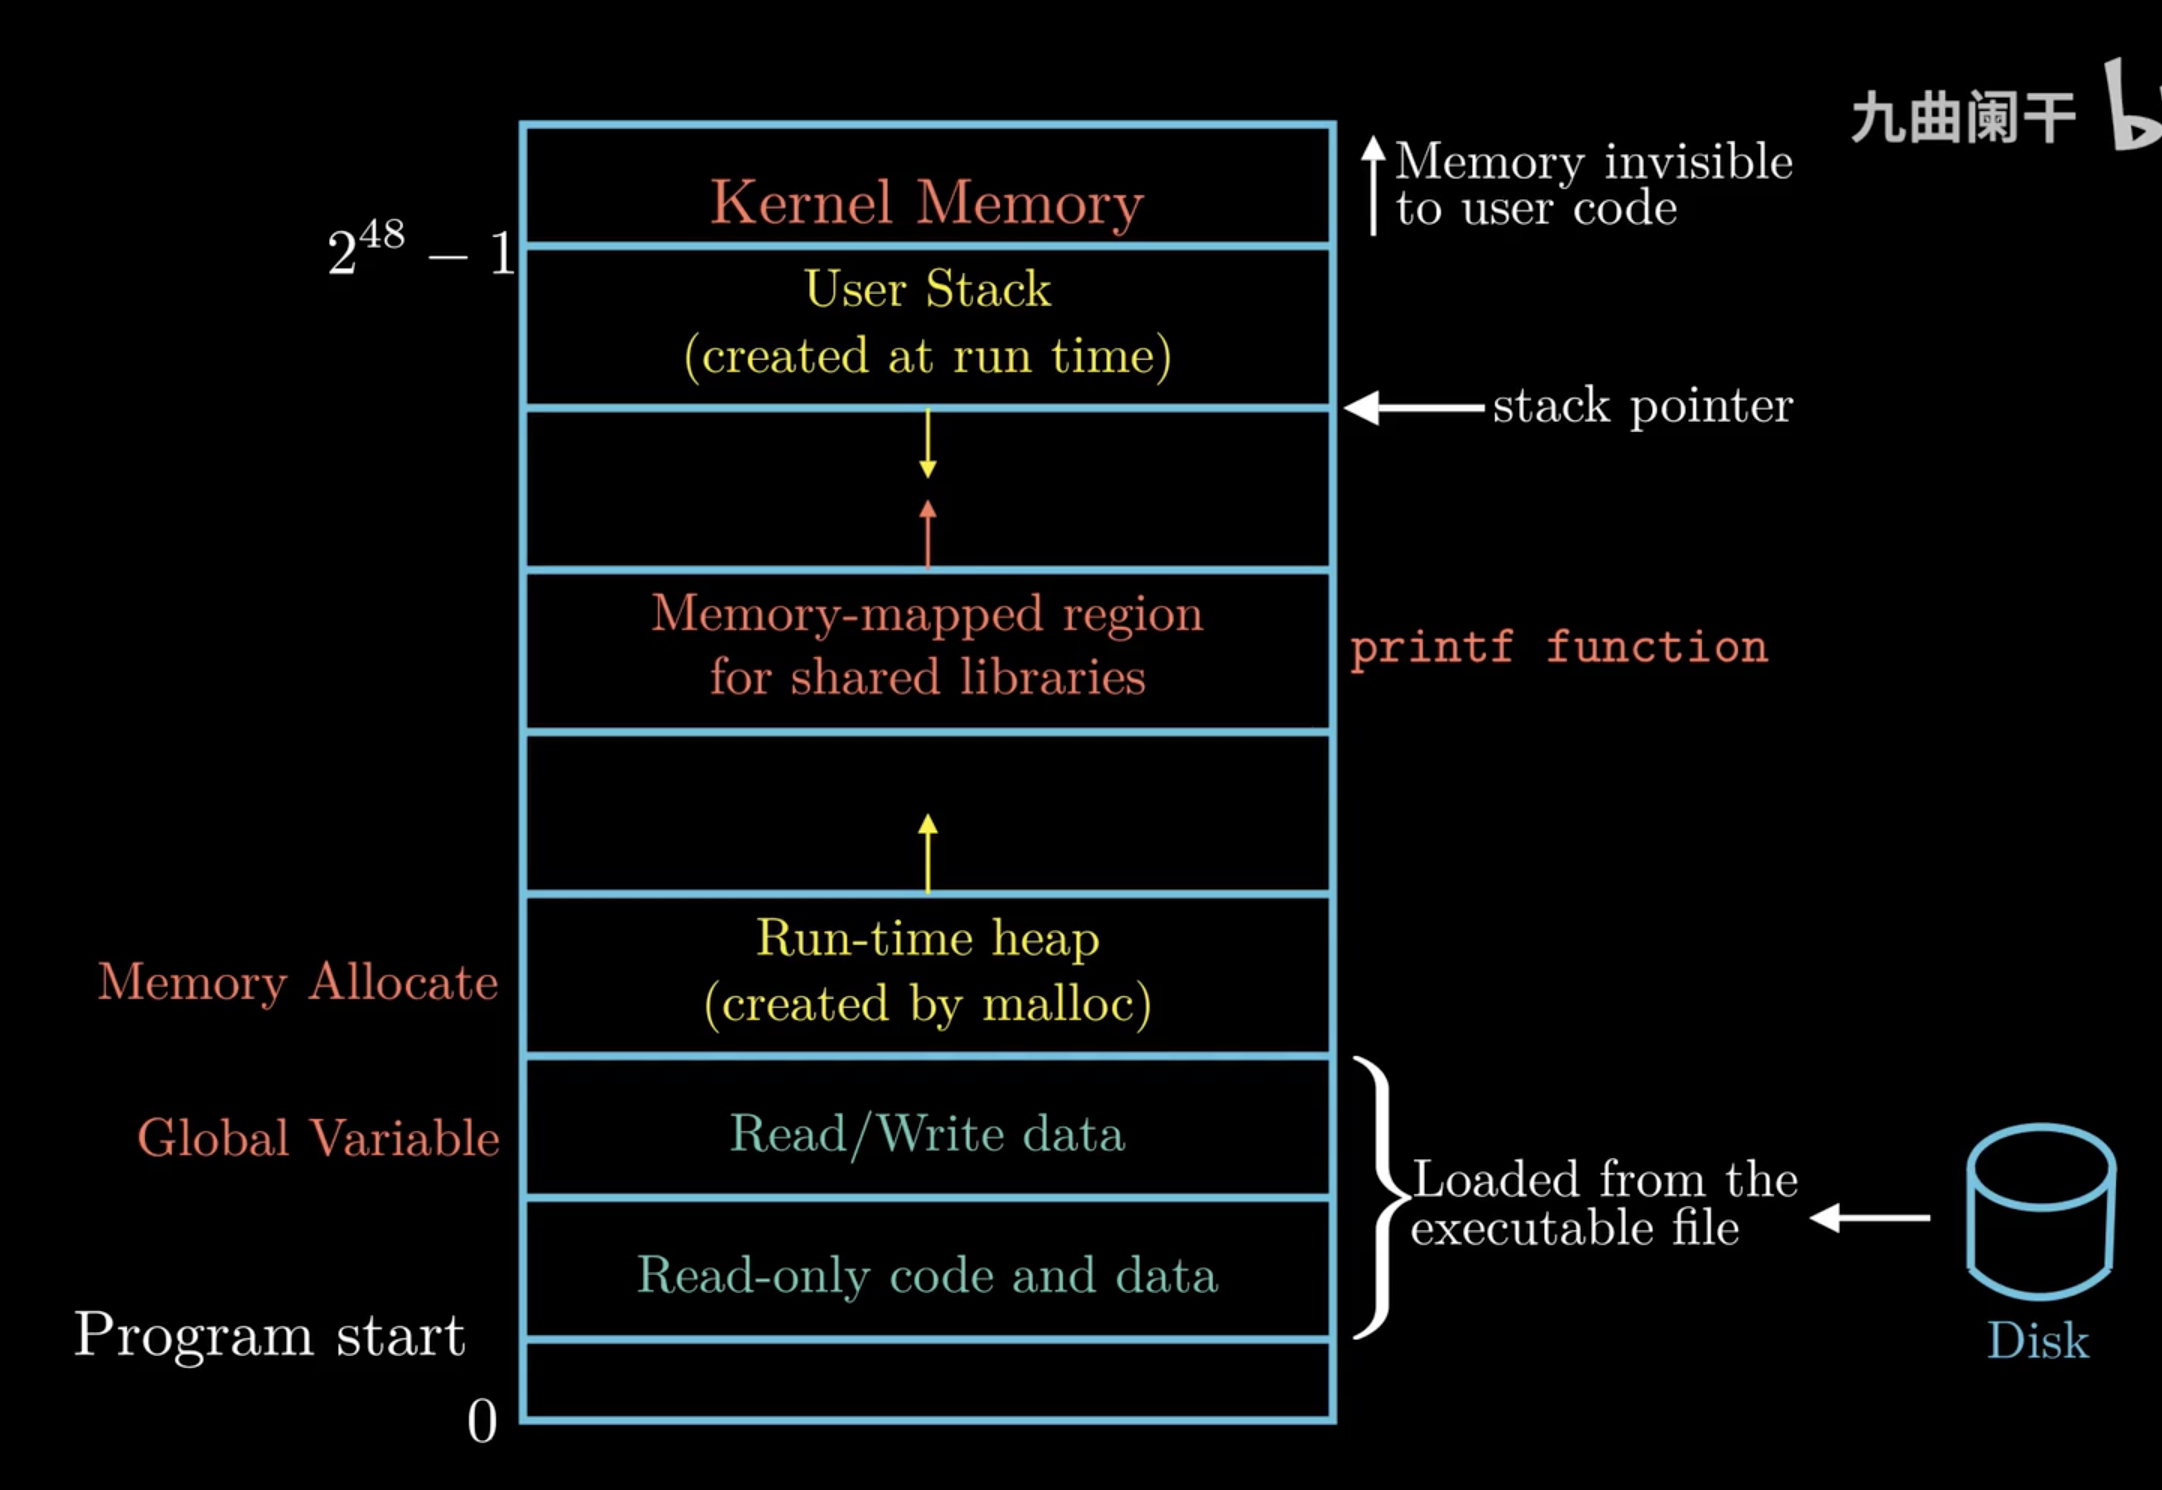 九曲阑干
Kernel Memory
Memory invisible
to user code
2^48 − 1
User Stack
(created at run time)
stack pointer
Memory-mapped region
for shared libraries
printf function
Run-time heap
(created by malloc)
Memory Allocate
Read/Write data
Global Variable
Loaded from the
executable file
Read-only code and data
Program start
Disk
0